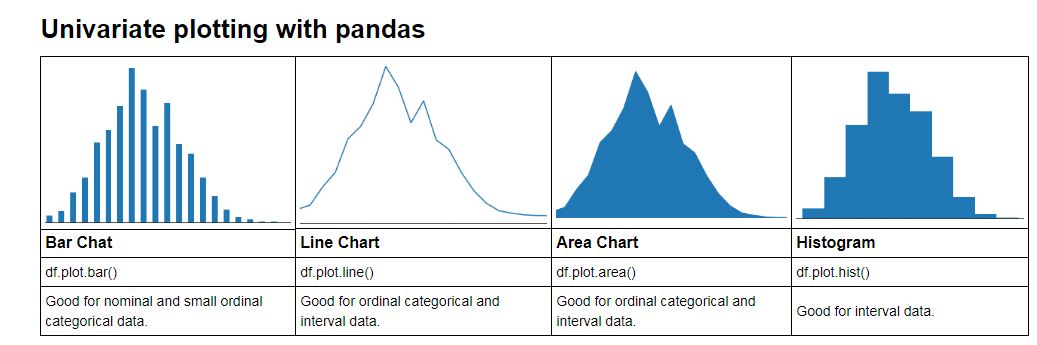 Univariate plotting with pandas
Bar Chat
Line Chart
Area Chart
Histogram
df.plot.bar()
df.plot.line()
df.plot.area()
df.plot.hist()
Good for nominal and small ordinal
categorical data.
Good for ordinal categorical and
interval data.
Good for ordinal categorical and
interval data.
Good for interval data.